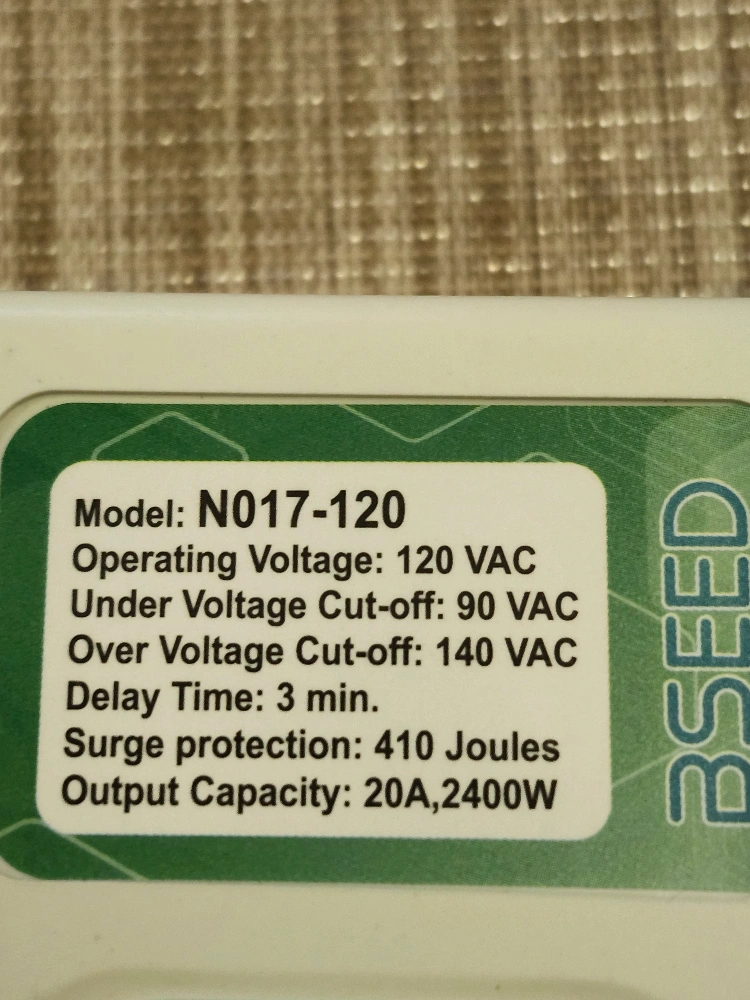 Model: N017-120
Operating Voltage: 120 VAC
Under Voltage Cut-off: 90 VAC
Over Voltage Cut-off: 140 VAC
Delay Time: 3 min.
Surge protection: 410 Joules
Output Capacity: 20A,2400W
BSEED